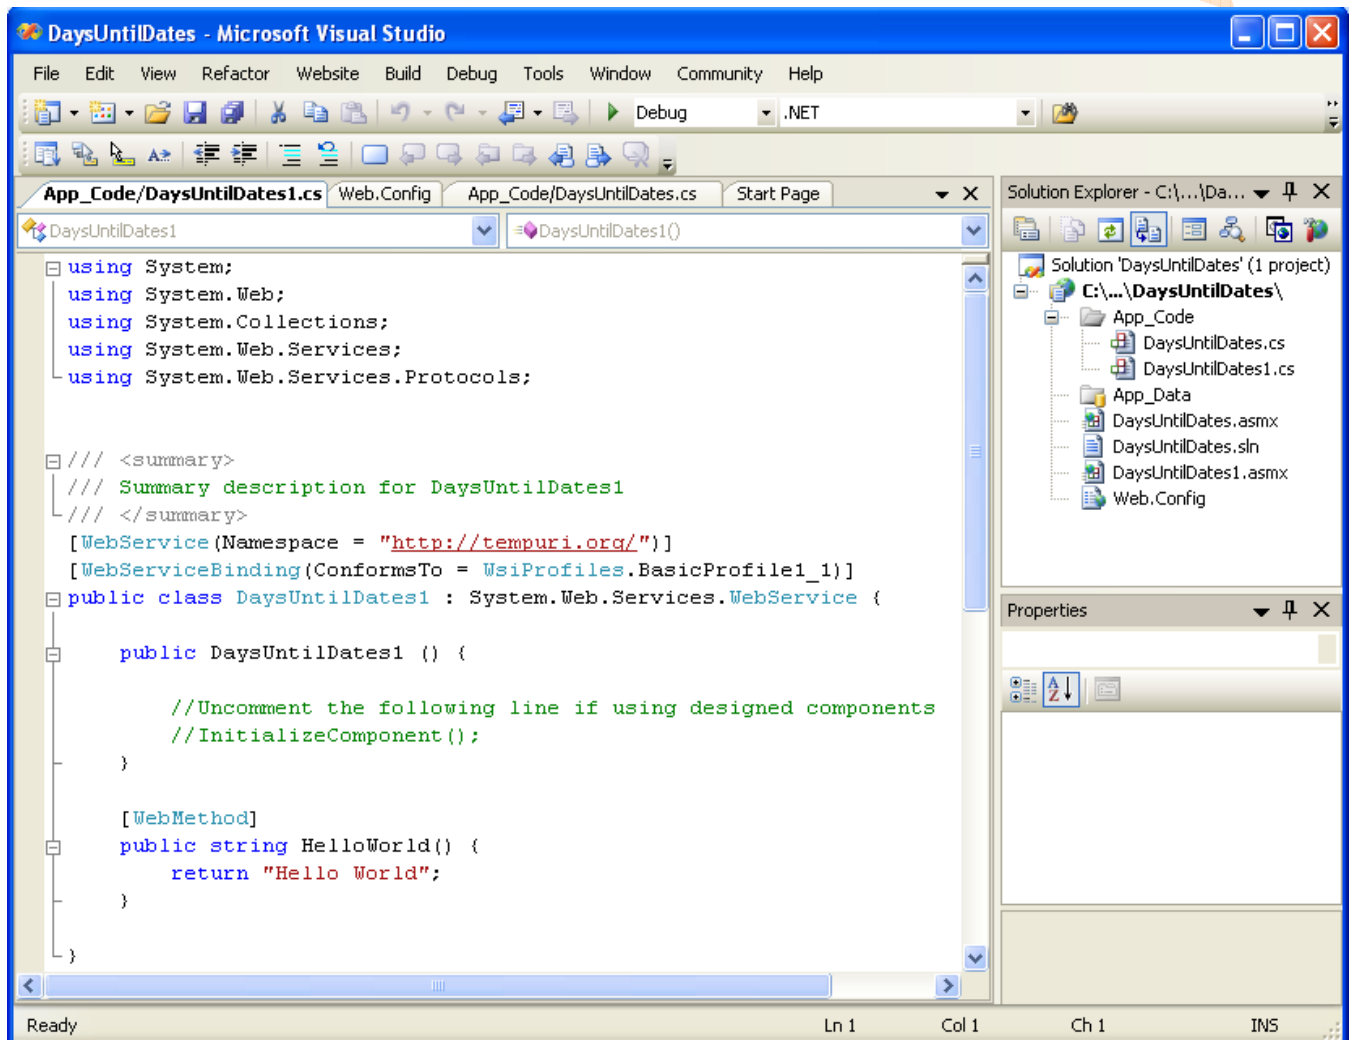 DaysUntilDates - Microsoft Visual Studio
File Edit View Refactor Website Build Debug Tools Window Community Help
Debug .NET
App_Code/DaysUntilDates1.cs Web.Config App_Code/DaysUntilDates.cs Start Page
DaysUntilDates1 DaysUntilDates1()
using System;
using System.Web;
using System.Collections;
using System.Web.Services;
using System.Web.Services.Protocols;
/// <summary>
/// Summary description for DaysUntilDates1
/// </summary>
[WebService(Namespace = "http://tempuri.org/")]
[WebServiceBinding(ConformsTo = WsiProfiles.BasicProfile1_1)]
public class DaysUntilDates1 : System.Web.Services.WebService {
public DaysUntilDates1 () {
//Uncomment the following line if using designed components
//InitializeComponent();
}
[WebMethod]
public string HelloWorld() {
return "Hello World";
}
}
Solution Explorer - C:\...\Da...
Solution 'DaysUntilDates' (1 project)
C:\...\DaysUntilDates\
App_Code
DaysUntilDates.cs
DaysUntilDates1.cs
App_Data
DaysUntilDates.asmx
DaysUntilDates.sln
DaysUntilDates1.asmx
Web.Config
Properties
Ready Ln 1 Col 1 Ch 1 INS